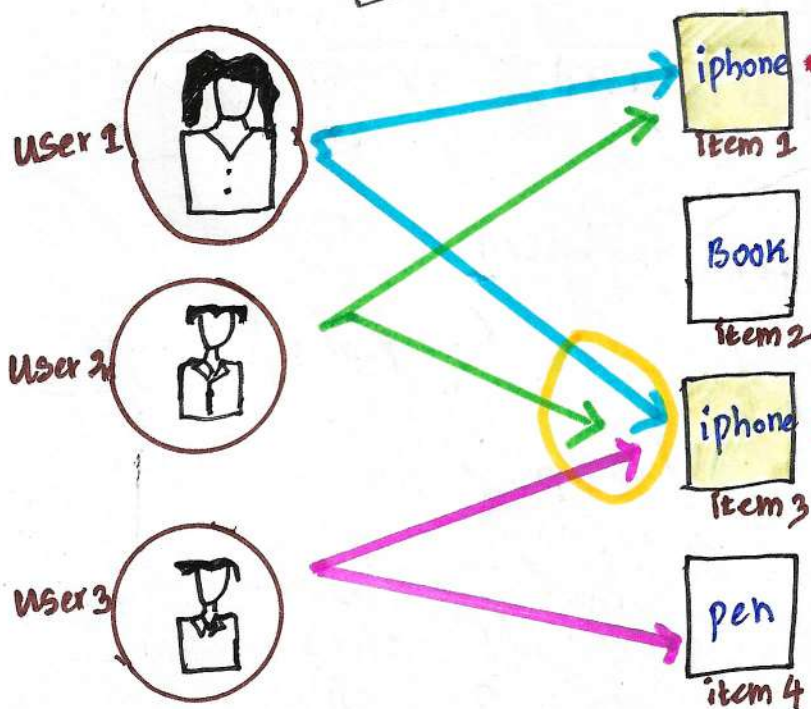 user 1
iphone
item 1
Book
item 2
user 2
iphone
item 3
user 3
pen
item 4